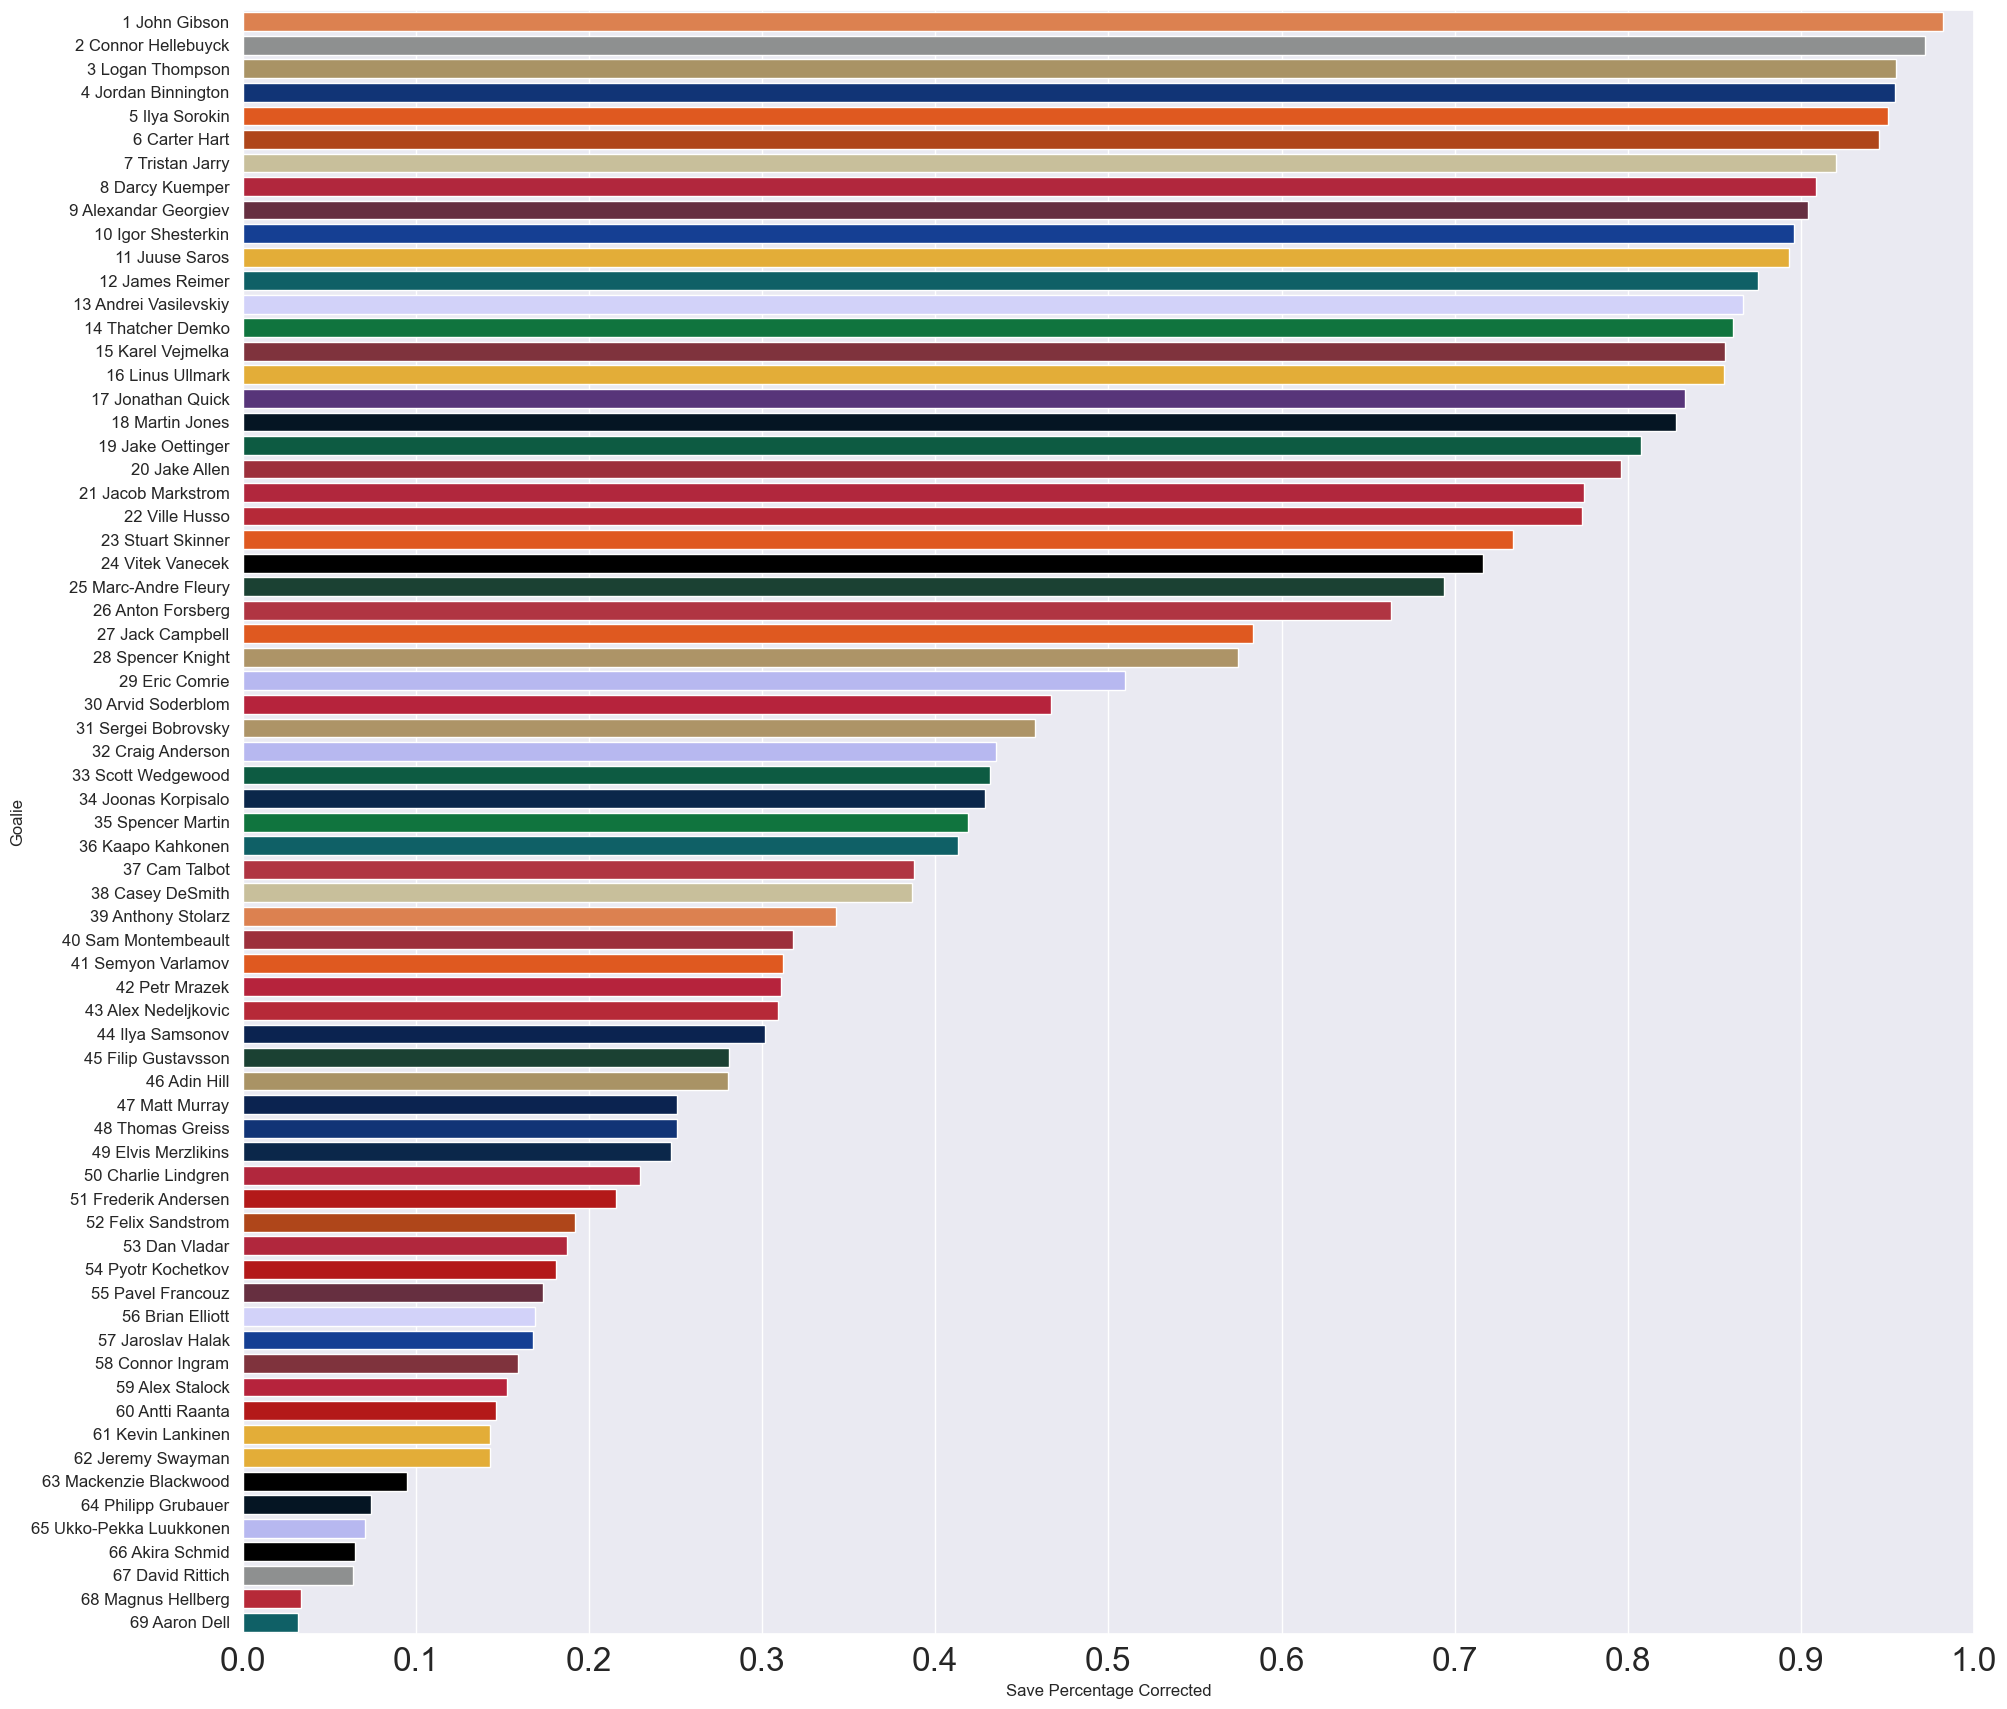 1 John Gibson
2 Connor Hellebuyck
3 Logan Thompson
4 Jordan Binnington
5 Ilya Sorokin
6 Carter Hart
7 Tristan Jarry
8 Darcy Kuemper
9 Alexandar Georgiev
10 Igor Shesterkin
11 Juuse Saros
12 James Reimer
13 Andrei Vasilevskiy
14 Thatcher Demko
15 Karel Vejmelka
16 Linus Ullmark
17 Jonathan Quick
18 Martin Jones
19 Jake Oettinger
20 Jake Allen
21 Jacob Markstrom
22 Ville Husso
23 Stuart Skinner
24 Vitek Vanecek
25 Marc-Andre Fleury
26 Anton Forsberg
27 Jack Campbell
28 Spencer Knight
29 Eric Comrie
30 Arvid Soderblom
31 Sergei Bobrovsky
32 Craig Anderson
33 Scott Wedgewood
34 Joonas Korpisalo
35 Spencer Martin
36 Kaapo Kahkonen
37 Cam Talbot
38 Casey DeSmith
39 Anthony Stolarz
40 Sam Montembeault
41 Semyon Varlamov
42 Petr Mrazek
43 Alex Nedeljkovic
44 Ilya Samsonov
45 Filip Gustavsson
46 Adin Hill
47 Matt Murray
48 Thomas Greiss
49 Elvis Merzlikins
50 Charlie Lindgren
51 Frederik Andersen
52 Felix Sandstrom
53 Dan Vladar
54 Pyotr Kochetkov
55 Pavel Francouz
56 Brian Elliott
57 Jaroslav Halak
58 Connor Ingram
59 Alex Stalock
60 Antti Raanta
61 Kevin Lankinen
62 Jeremy Swayman
63 Mackenzie Blackwood
64 Philipp Grubauer
65 Ukko-Pekka Luukkonen
66 Akira Schmid
67 David Rittich
68 Magnus Hellberg
69 Aaron Dell
Goalie
0.0 0.1 0.2 0.3 0.4 0.5 0.6 0.7 0.8 0.9 1.0
Save Percentage Corrected